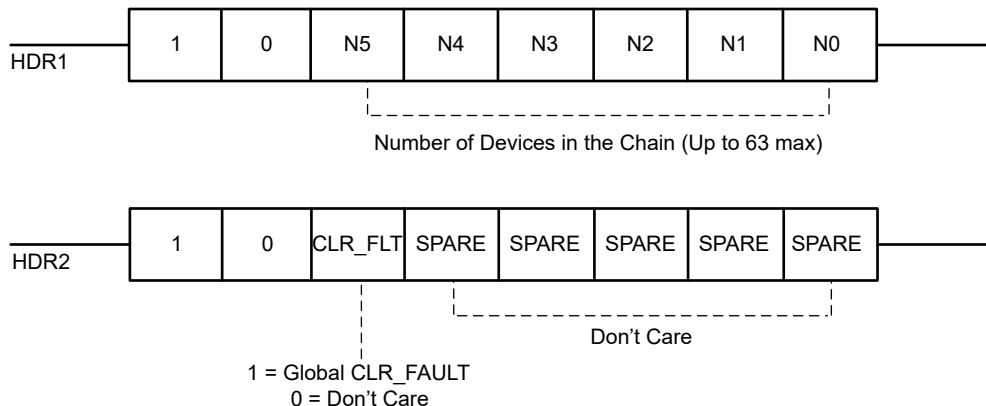 HDR1 1 0 N5 N4 N3 N2 N1 N0
Number of Devices in the Chain (Up to 63 max)
HDR2 1 0 CLR_FLT SPARE SPARE SPARE SPARE SPARE
Don't Care
1 = Global CLR_FAULT
0 = Don't Care